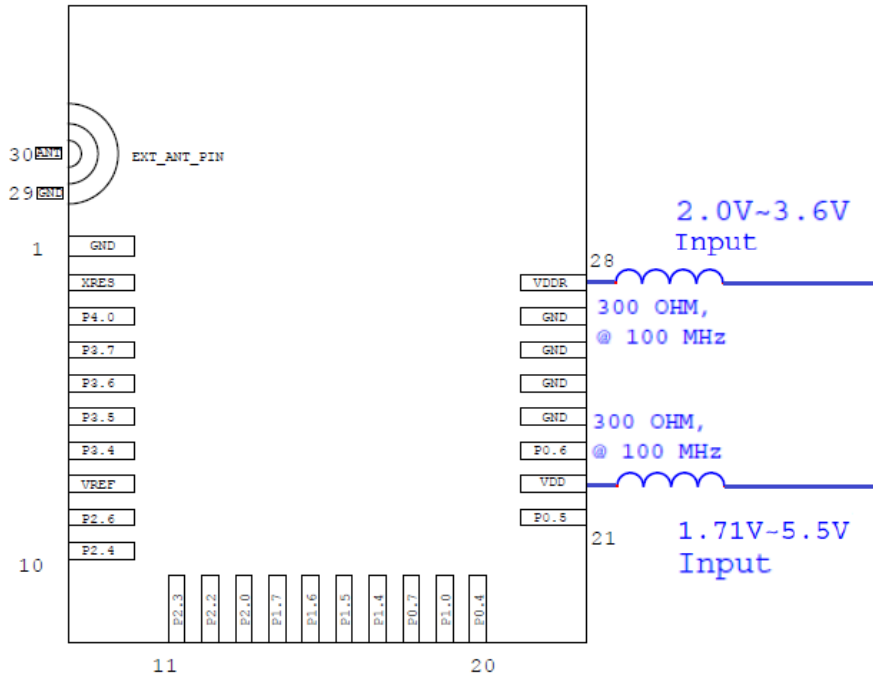 30 ANT
EXT_ANT_PIN
29 GND
1
GND
XRES
P4.0
P3.7
P3.6
P3.5
P3.4
VREF
P2.6
P2.4
10
P2.3
P2.2
P2.0
P1.7
P1.6
P1.5
P1.4
P0.7
P1.0
P0.4
11
20
2.0V~3.6V
Input
28
VDDR
300 OHM,
@ 100 MHz
GND
GND
GND
GND
300 OHM,
@ 100 MHz
P0.6
VDD
P0.5
21
1.71V~5.5V
Input